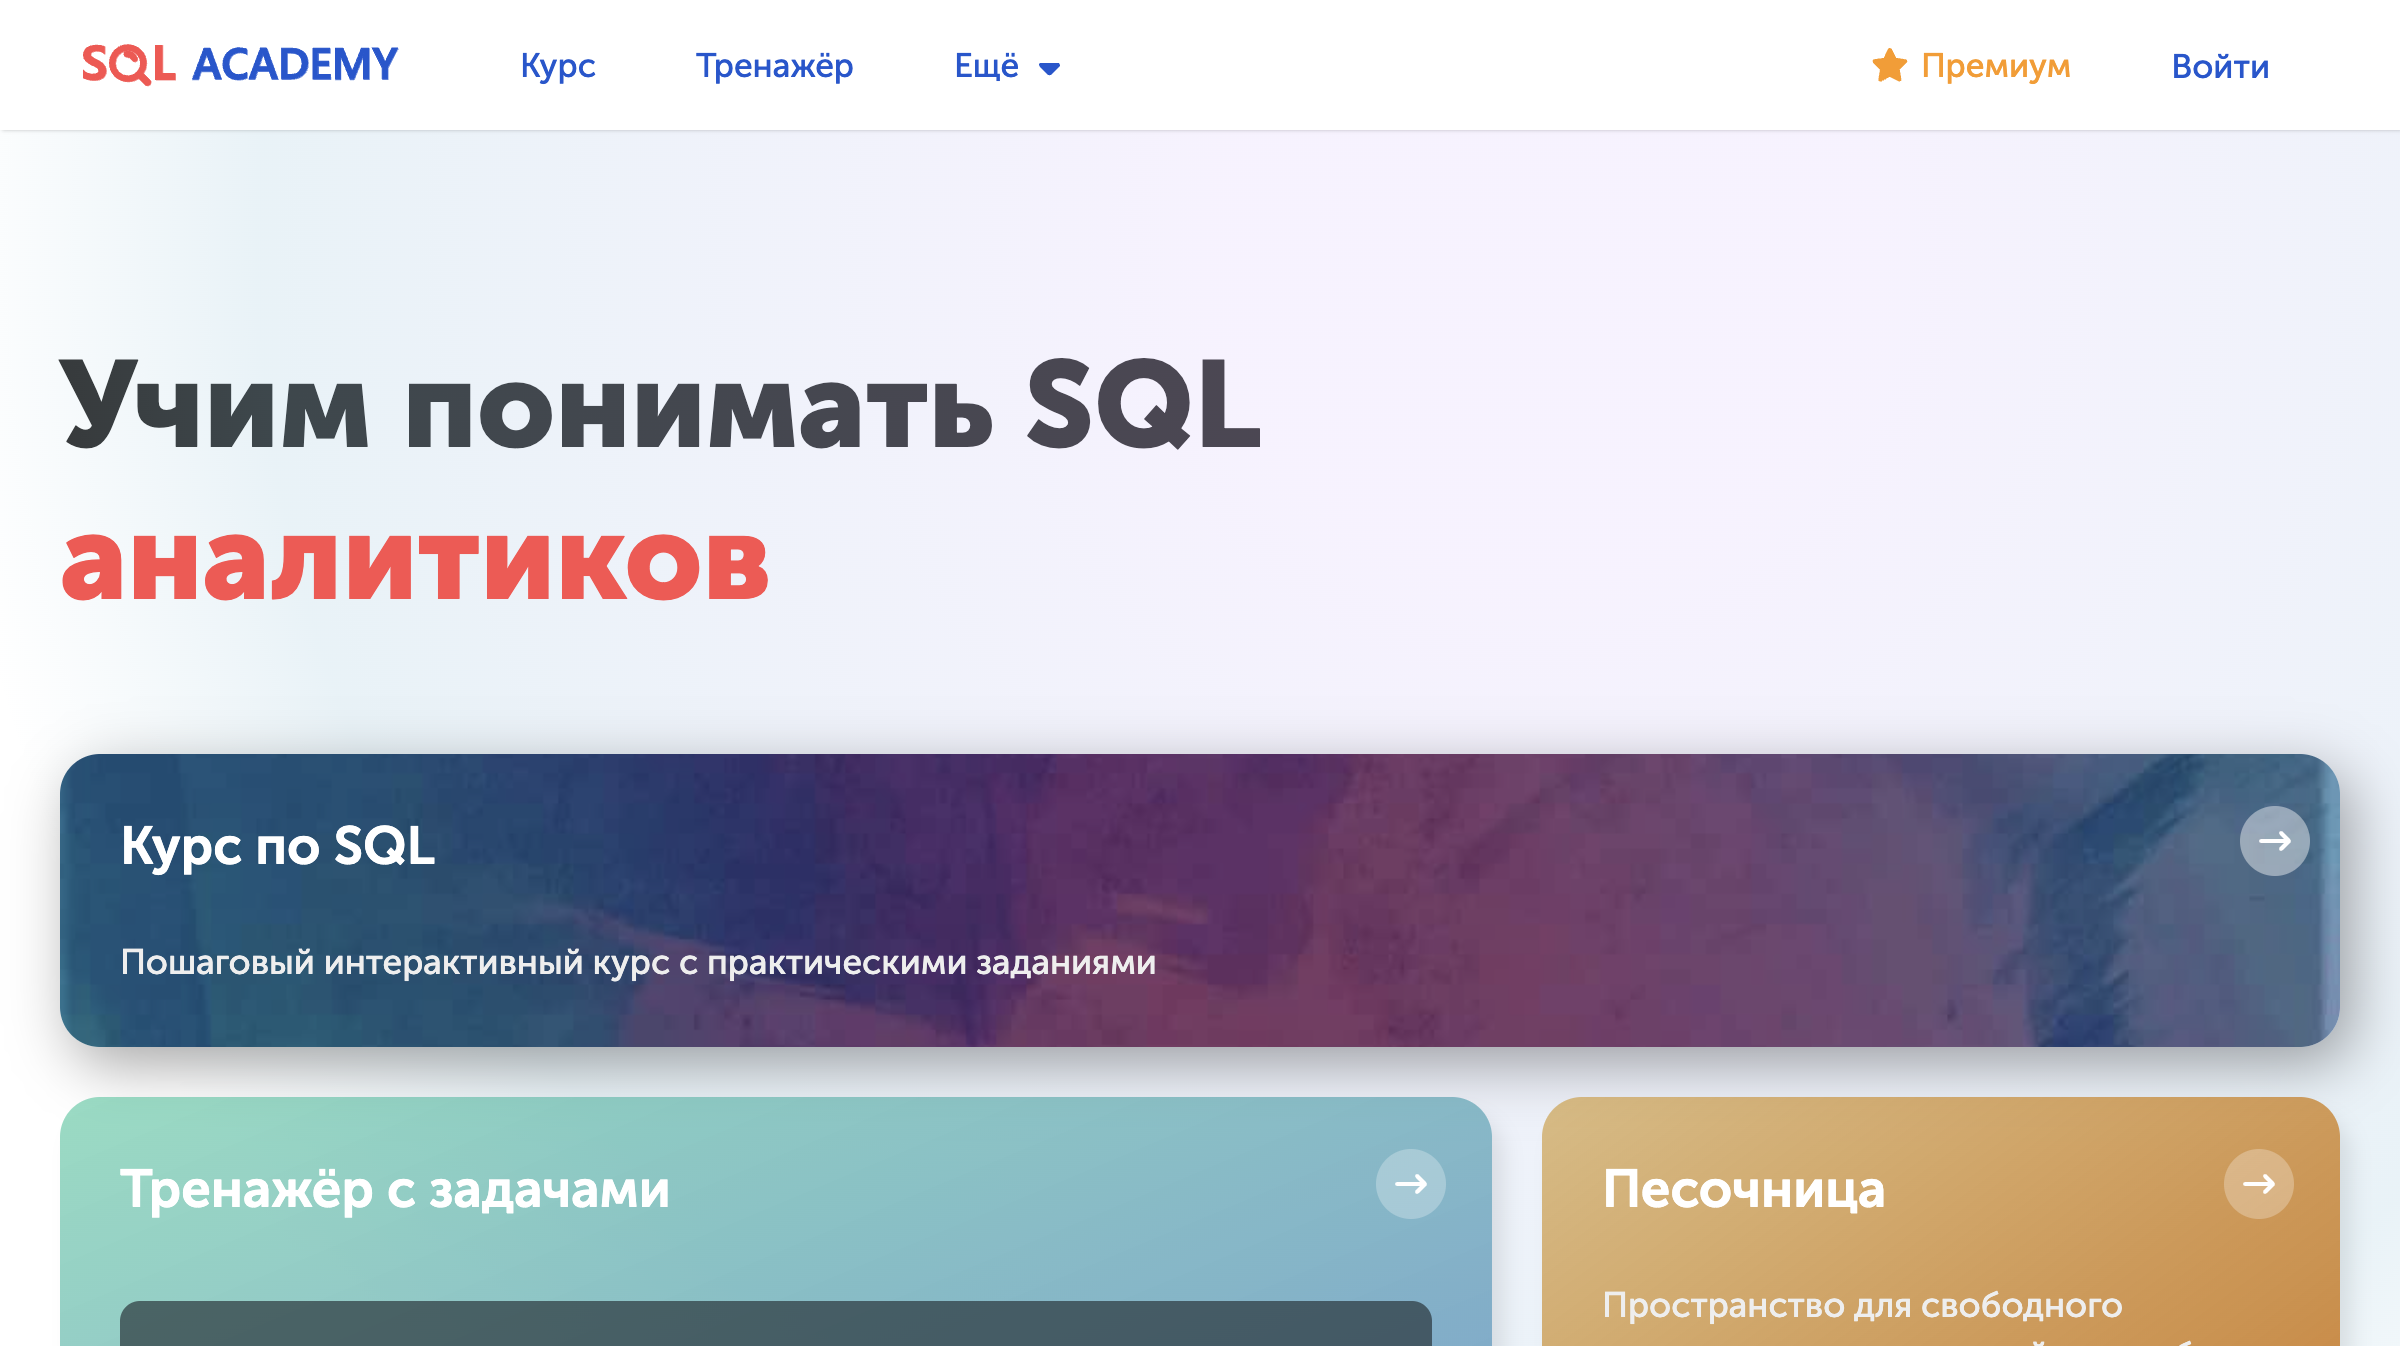 SQL ACADEMY
Курс
Тренажёр
Ещё
Премиум
Войти
Учим понимать SQL
аналитиков
Курс по SQL
Пошаговый интерактивный курс с практическими заданиями
Тренажёр с задачами
Песочница
Пространство для свободного